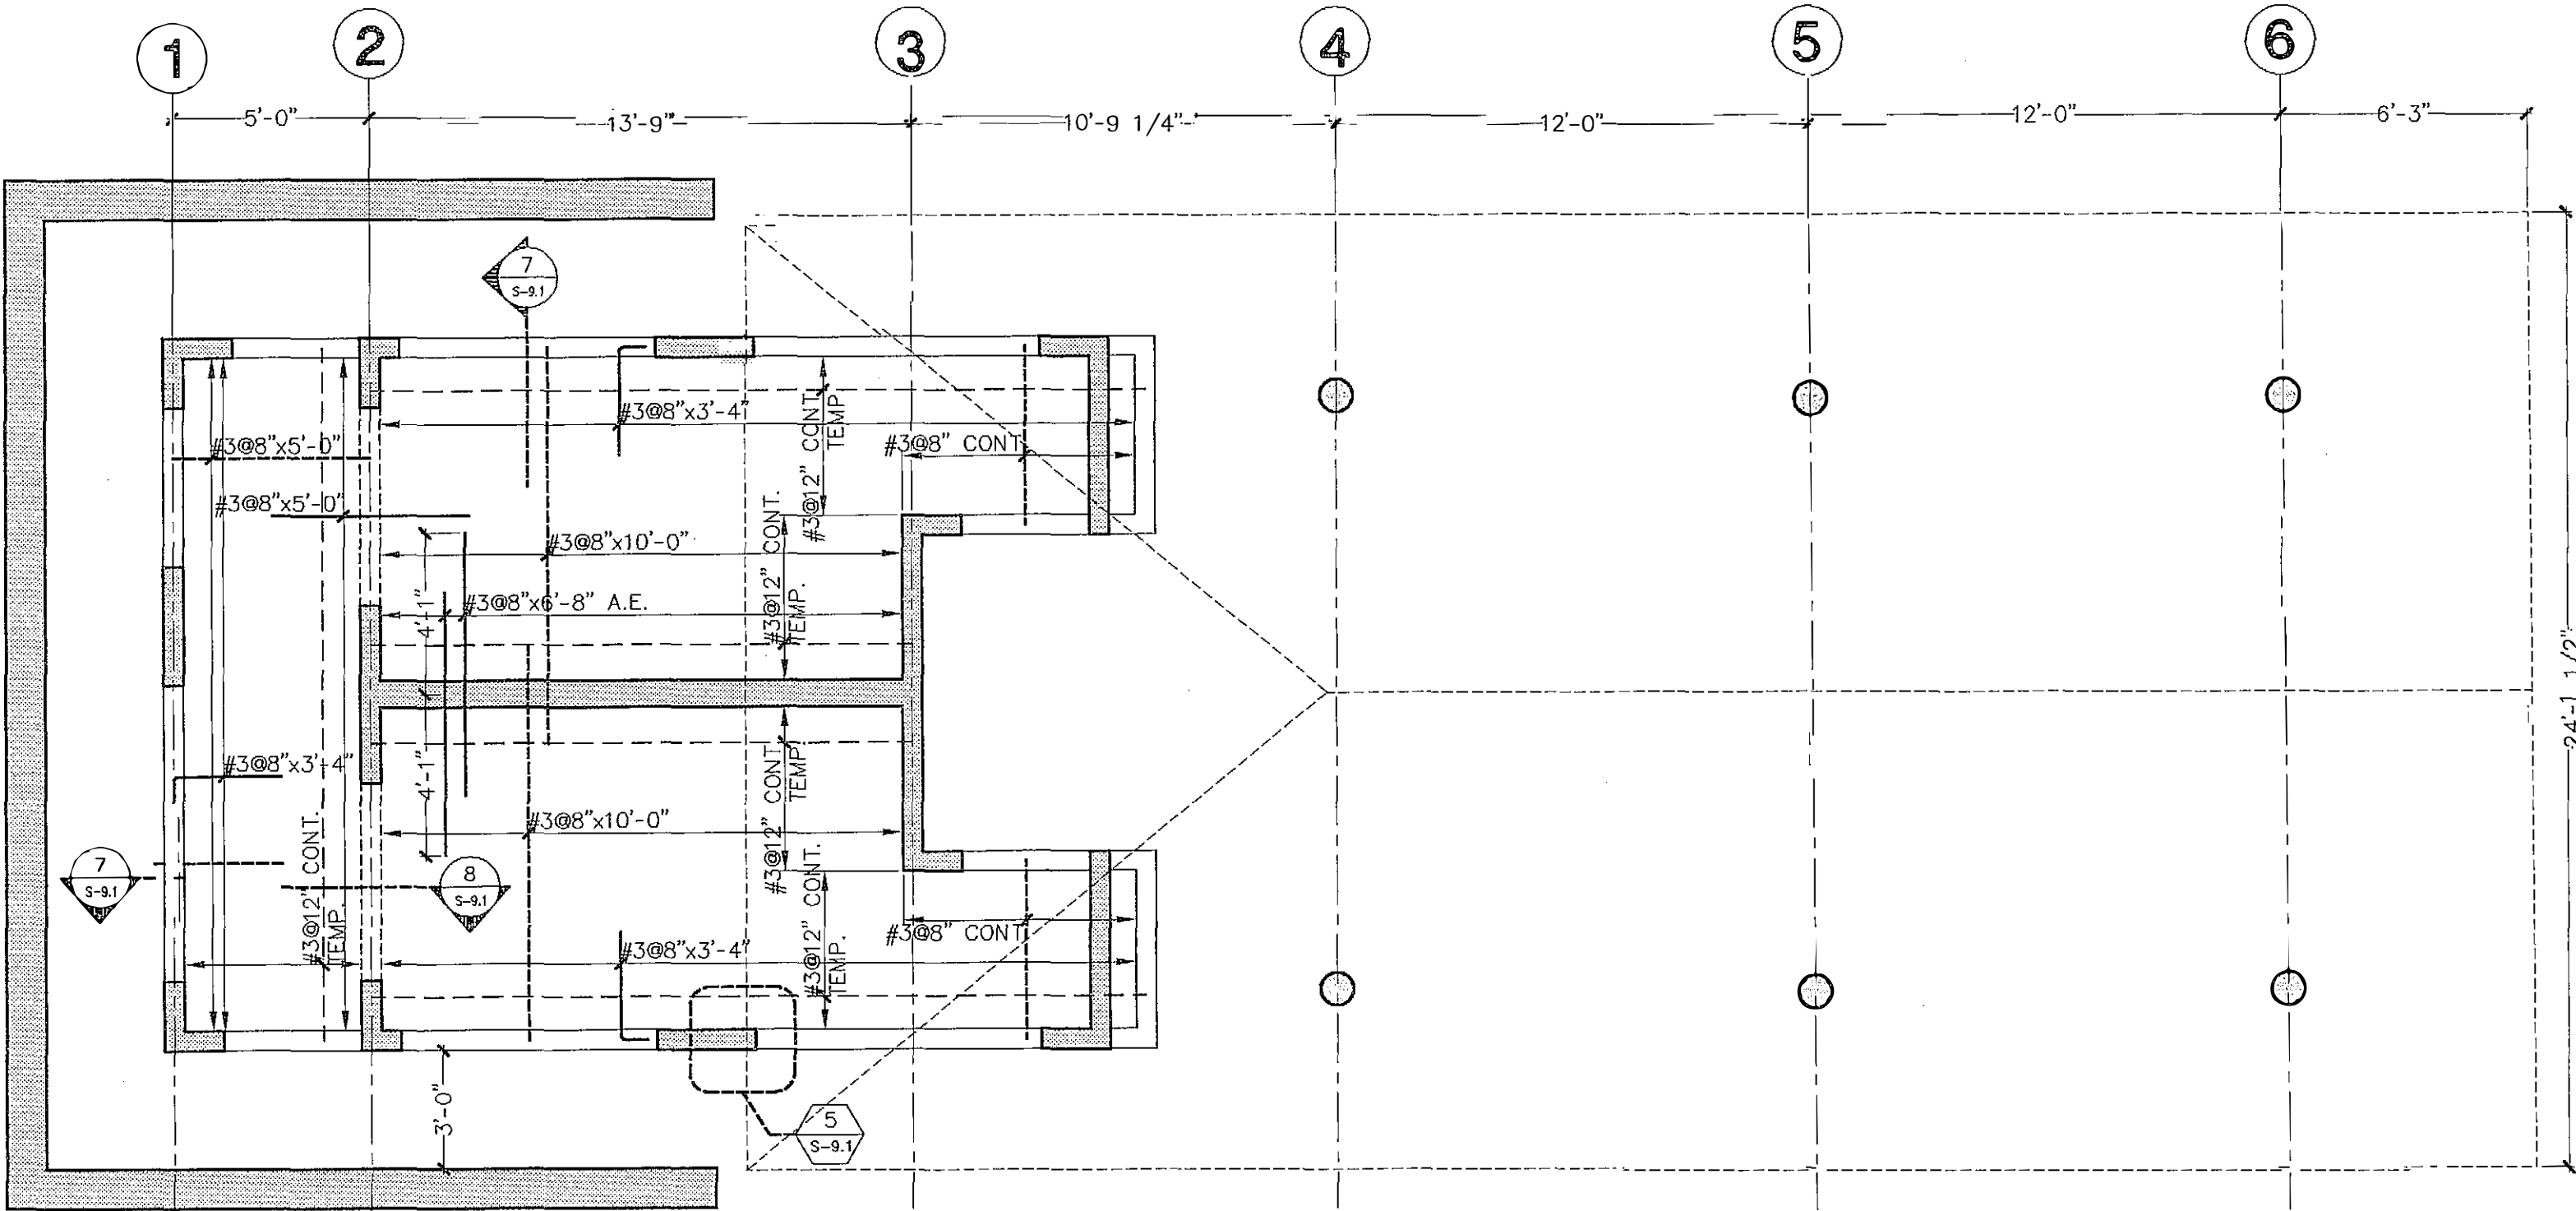 1
2
3
4
5
6
5'-0"
13'-9"
10'-9 1/4"
12'-0"
12'-0"
6'-3"
7
S-9.1
#3@8"x3'-4"
#3@12" CONT.
TEMP.
#3@8" CONT
#3@8"x5'-0"
#3@8"x5'-0"
#3@8"x10'-0"
#3@12" CONT.
TEMP.
4'-1"
#3@8"x6'-8" A.E.
24'-1 1/2"
#3@8"x3'-4"
4'-1"
#3@12" CONT
TEMP
#3@8"x10'-0"
7
S-9.1
8
S-9.1
#3@12" CONT.
TEMP.
#3@12" CONT.
TEMP.
#3@8" CONT
#3@8"x3'-4"
3'-0"
5
S-9.1